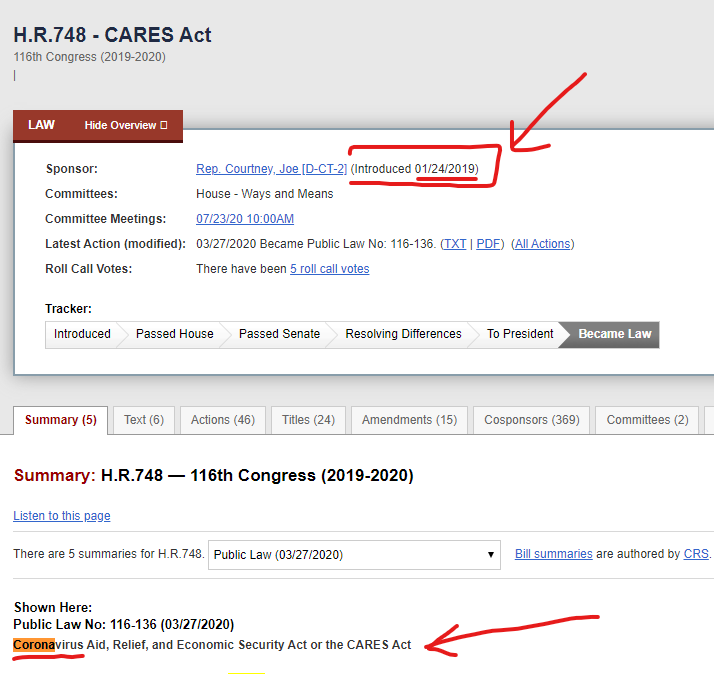 H.R.748 - CARES Act
116th Congress (2019-2020)
|
LAW Hide Overview
Sponsor: Rep. Courtney, Joe [D-CT-2] (Introduced 01/24/2019)
Committees: House - Ways and Means
Committee Meetings: 07/23/20 10:00AM
Latest Action (modified): 03/27/2020 Became Public Law No: 116-136. (TXT | PDF) (All Actions)
Roll Call Votes: There have been 5 roll call votes
Tracker:
Introduced Passed House Passed Senate Resolving Differences To President Became Law
Summary (5) Text (6) Actions (46) Titles (24) Amendments (15) Cosponsors (369) Committees (2)
Summary: H.R.748 — 116th Congress (2019-2020)
Listen to this page
There are 5 summaries for H.R.748. Public Law (03/27/2020) Bill summaries are authored by CRS.
Shown Here:
Public Law No: 116-136 (03/27/2020)
Coronavirus Aid, Relief, and Economic Security Act or the CARES Act